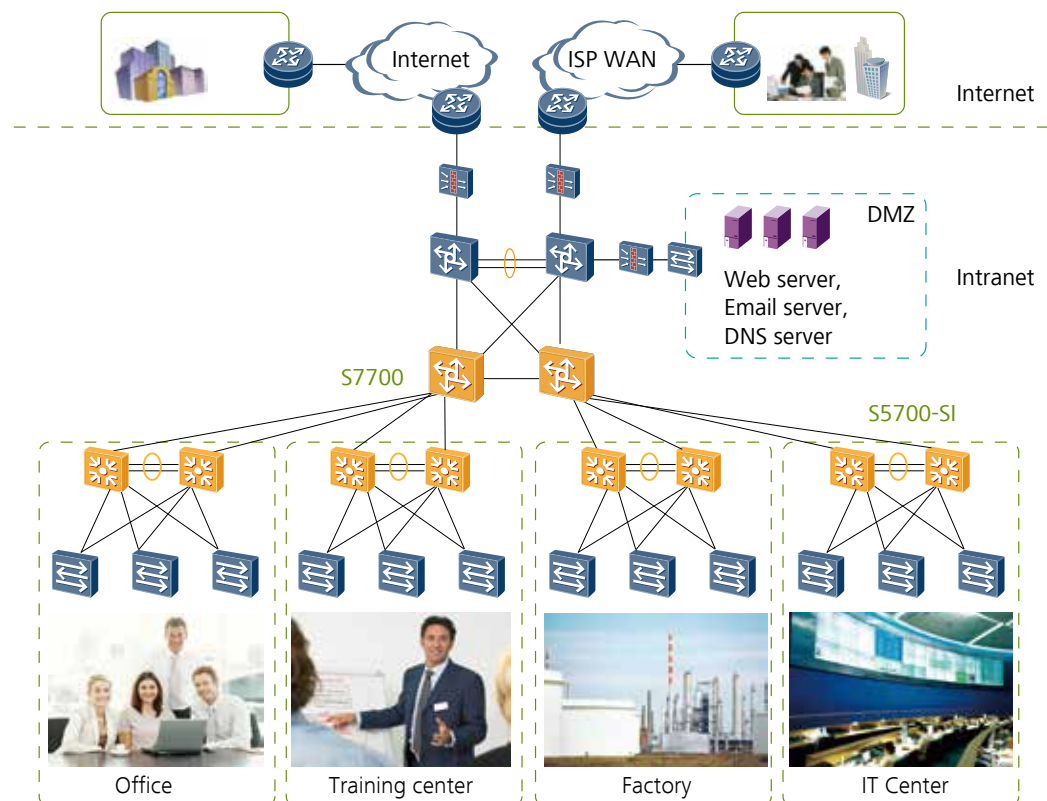 Internet
ISP WAN
Internet
DMZ
Web server,
Email server,
DNS server
Intranet
S7700
S5700-SI
Office
Training center
Factory
IT Center